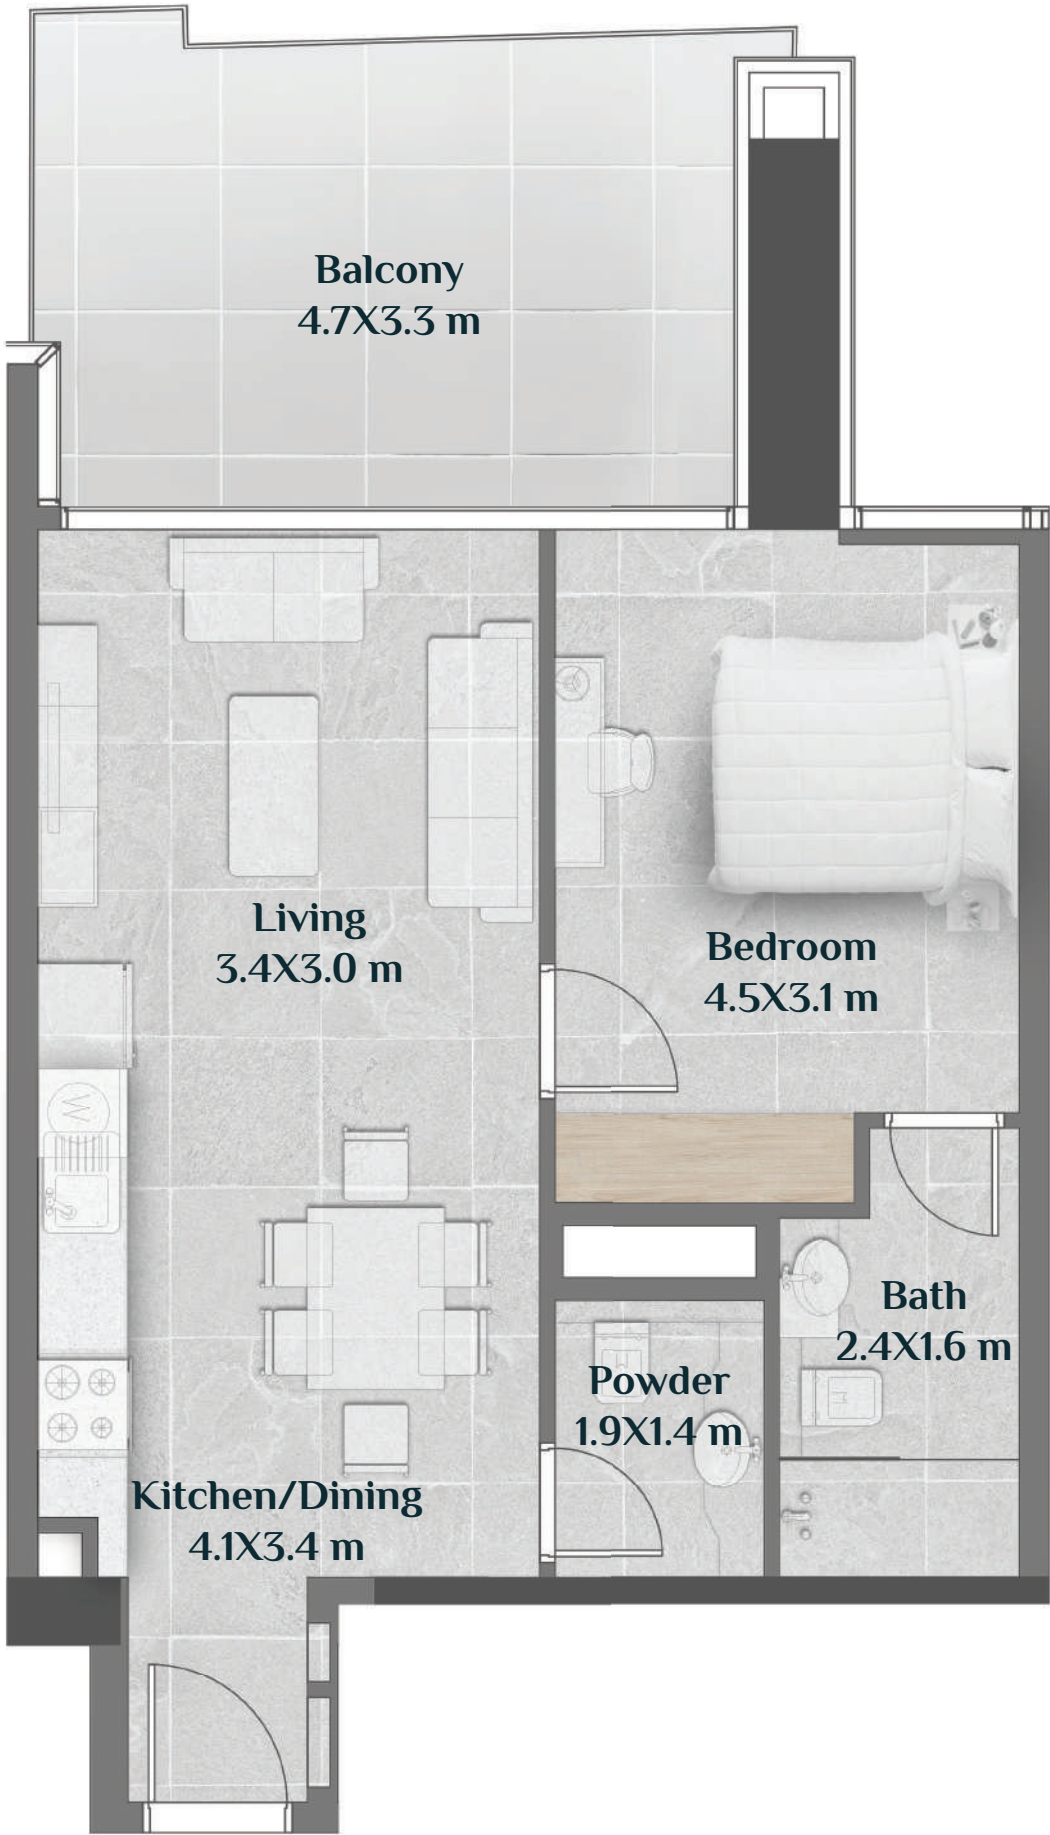 Balcony
4.7X3.3 m
Living
3.4X3.0 m
Bedroom
4.5X3.1 m
W
Bath
2.4X1.6 m
Powder
1.9X1.4 m
Kitchen/Dining
4.1X3.4 m